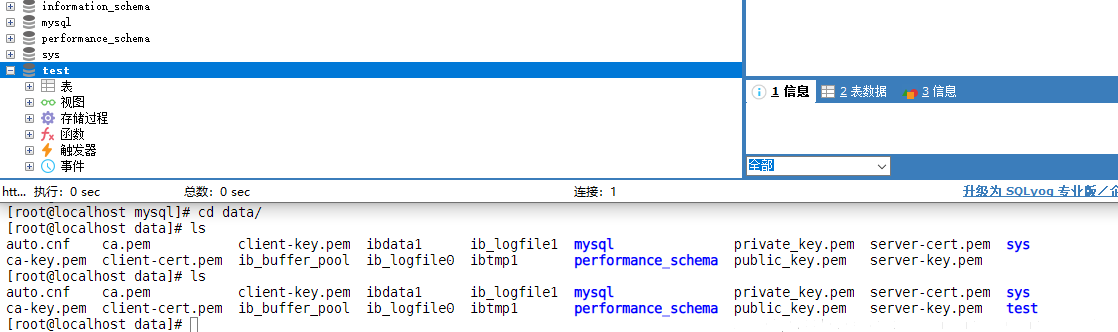 information_schema
mysql
performance_schema
sys
test
表
视图
存储过程
函数
触发器
事件
1 信息 2 表数据 3 信息
全部
htt... 执行：0 sec 总数：0 sec 连接：1 升级为 SQLyog 专业版／
[root@localhost mysql]# cd data/
[root@localhost data]# ls
auto.cnf ca.pem client-key.pem ibdata1 ib_logfile1 mysql private_key.pem server-cert.pem sys
ca-key.pem client-cert.pem ib_buffer_pool ib_logfile0 ibtmp1 performance_schema public_key.pem server-key.pem
[root@localhost data]# ls
auto.cnf ca.pem client-key.pem ibdata1 ib_logfile1 mysql private_key.pem server-cert.pem sys
ca-key.pem client-cert.pem ib_buffer_pool ib_logfile0 ibtmp1 performance_schema public_key.pem server-key.pem test
[root@localhost data]#